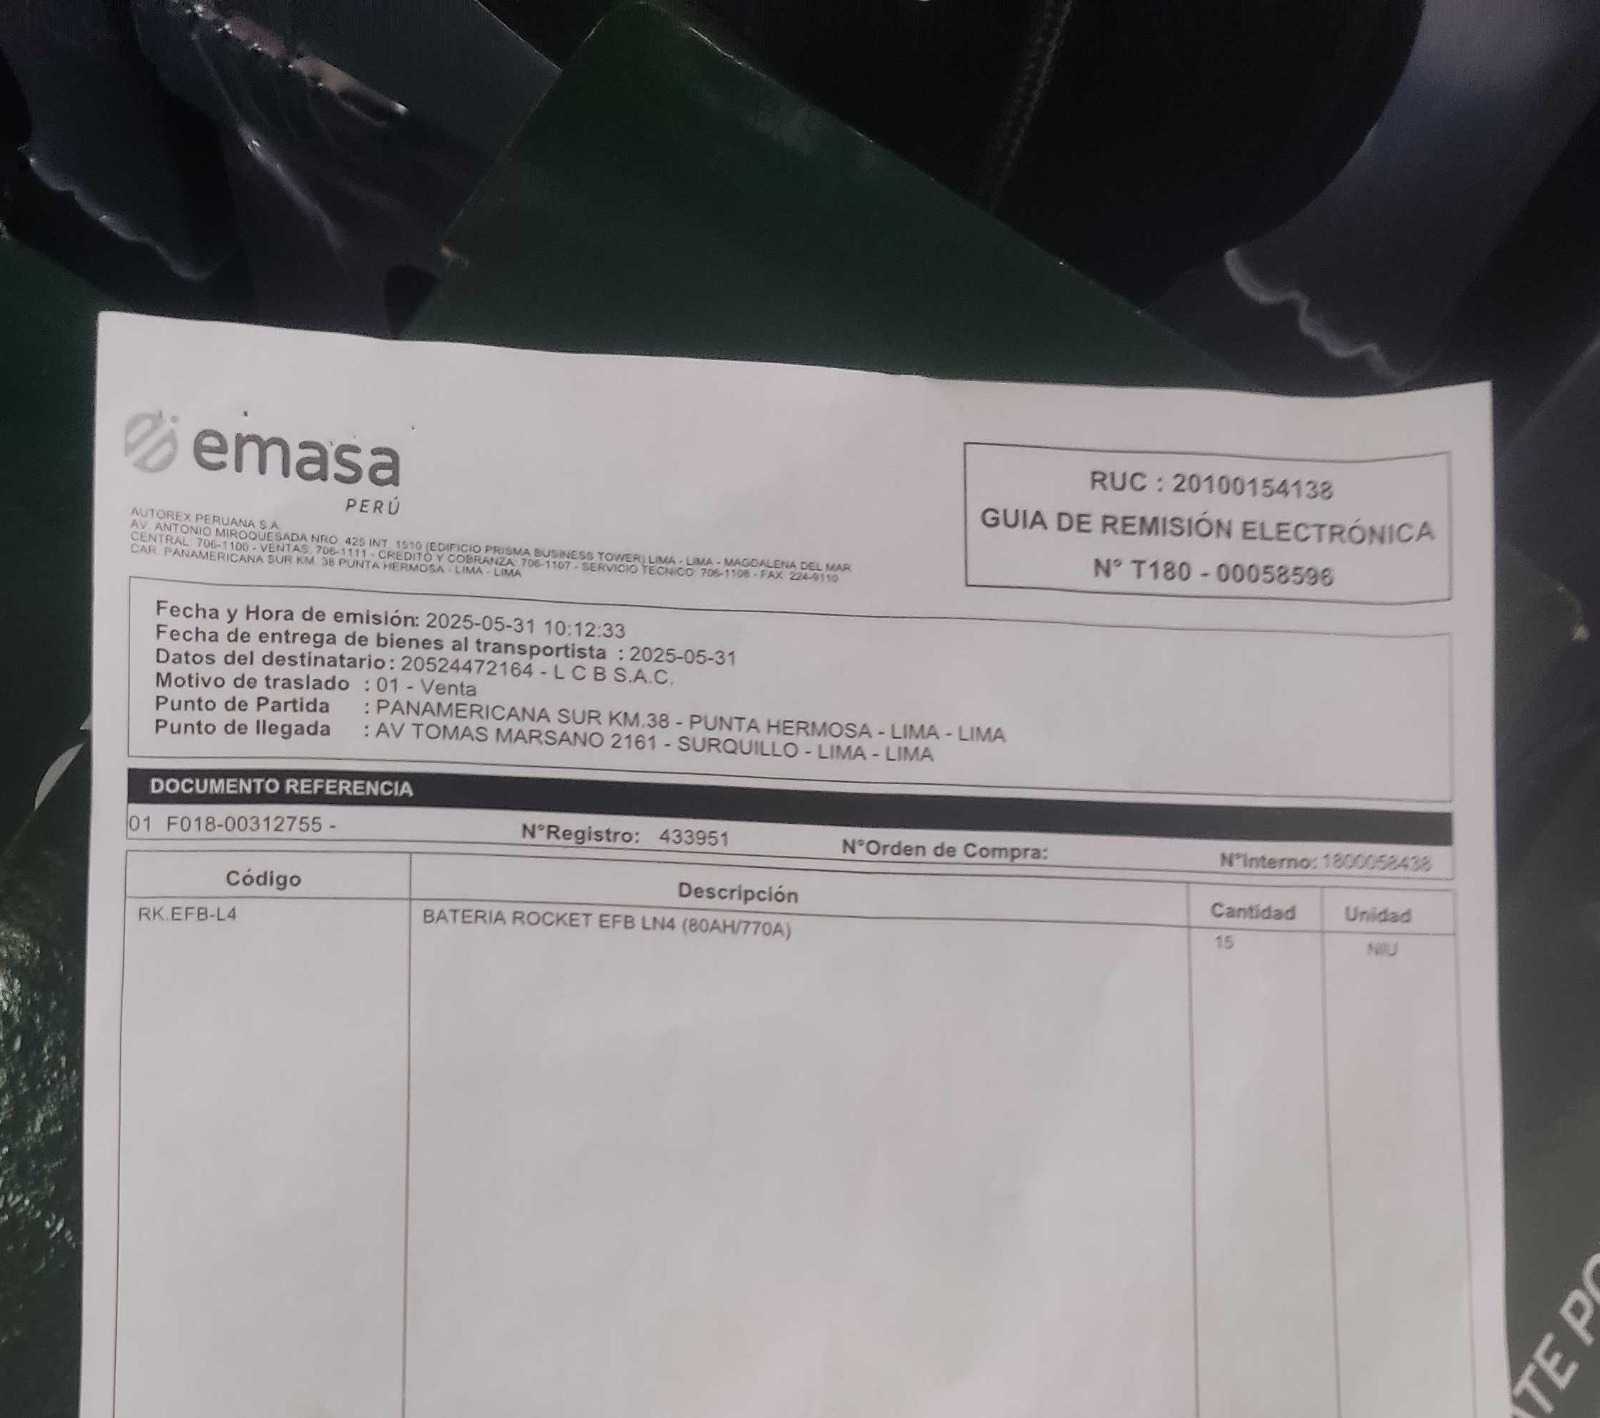 emasa
PERÚ
AUTOREX PERUANA S.A.
AV. ANTONIO MIROQUESADA NRO. 425 INT. 1510 (EDIFICIO PRISMA BUSINESS TOWER) LIMA - LIMA - MAGDALENA DEL MAR
CENTRAL: 706-1100 - VENTAS: 706-1111 - CREDITO Y COBRANZA: 706-1107 - SERVICIO TECNICO: 706-1108 - FAX: 224-9110
CAR. PANAMERICANA SUR KM. 38 PUNTA HERMOSA - LIMA - LIMA
RUC : 20100154138
GUIA DE REMISIÓN ELECTRÓNICA
N° T180 - 00058598
Fecha y Hora de emisión: 2025-05-31 10:12:33
Fecha de entrega de bienes al transportista : 2025-05-31
Datos del destinatario : 20524472164 - L C B S.A.C.
Motivo de traslado : 01 - Venta
Punto de Partida : PANAMERICANA SUR KM.38 - PUNTA HERMOSA - LIMA - LIMA
Punto de llegada : AV TOMAS MARSANO 2161 - SURQUILLO - LIMA - LIMA
DOCUMENTO REFERENCIA
01 F018-00312755 - N°Registro: 433951 N°Orden de Compra: N°Interno: 1800058438
Código Descripción Cantidad Unidad
RK.EFB-L4 BATERIA ROCKET EFB LN4 (80AH/770A) 15 NIU